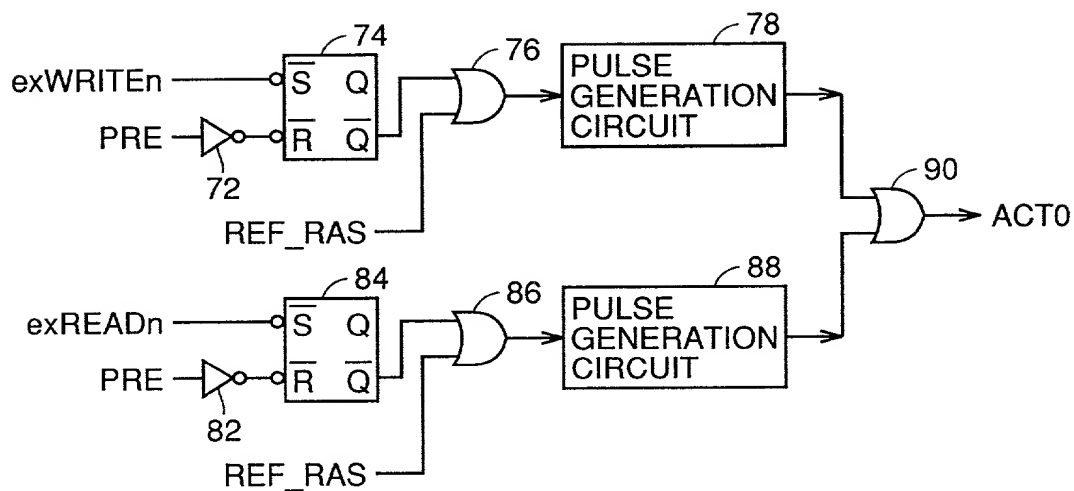 74
exWRITEn
S̅ Q
PRE
R̅ Q̅
72
REF_RAS
76
78
PULSE
GENERATION
CIRCUIT
90
ACT0
84
exREADn
S̅ Q
PRE
R̅ Q̅
82
REF_RAS
86
88
PULSE
GENERATION
CIRCUIT